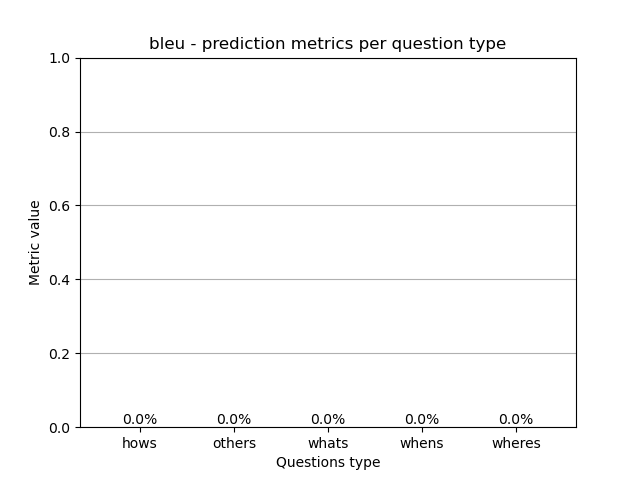 bleu - prediction metrics per question type
1.0
0.8
0.6
0.4
0.2
0.0
Metric value
0.0% 0.0% 0.0% 0.0% 0.0%
hows others whats whens wheres
Questions type